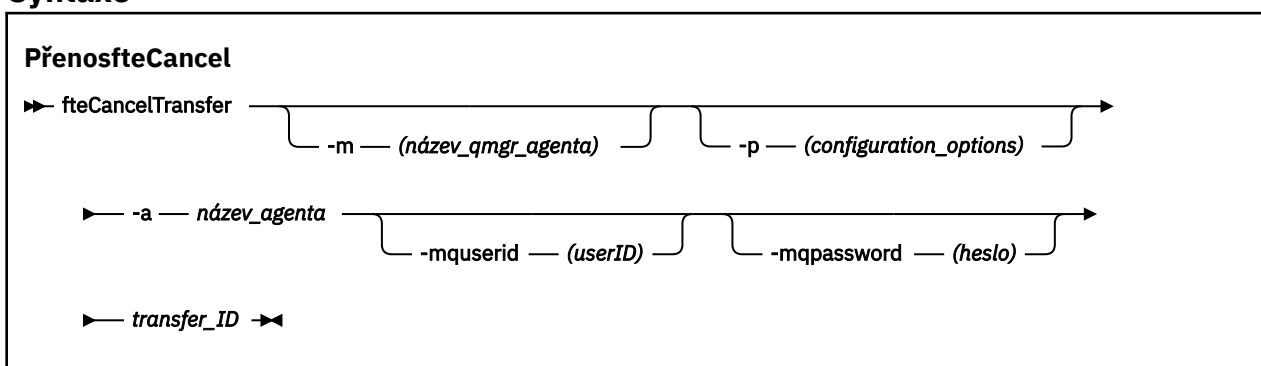 Syntaxe
PřenosfteCancel
fteCancelTransfer
-m (název_qmgr_agenta) -p (configuration_options)
-a název_agenta
-mquserid (userID) -mqpassword (heslo)
transfer_ID